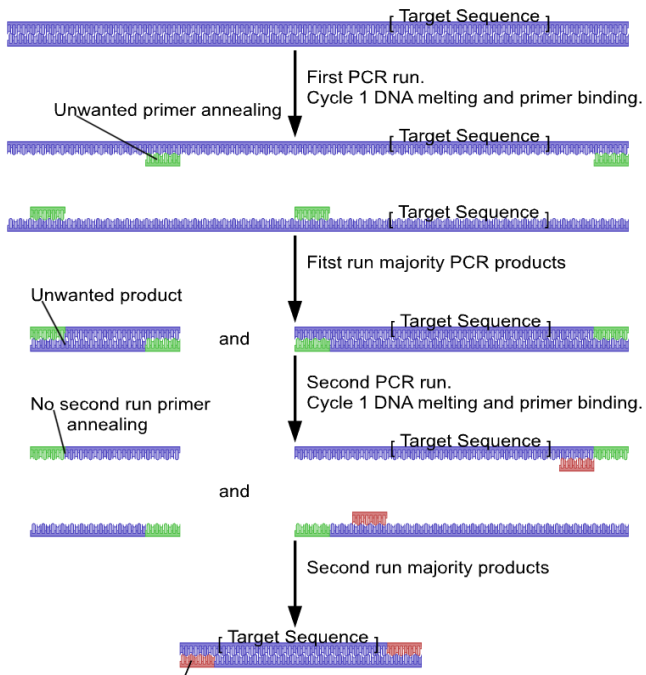 [ Target Sequence ]
First PCR run.
Cycle 1 DNA melting and primer binding.
Unwanted primer annealing
[ Target Sequence ]
[ Target Sequence ]
Fitst run majority PCR products
Unwanted product
[ Target Sequence ]
and
Second PCR run.
Cycle 1 DNA melting and primer binding.
No second run primer
annealing
[ Target Sequence ]
and
Second run majority products
[ Target Sequence ]